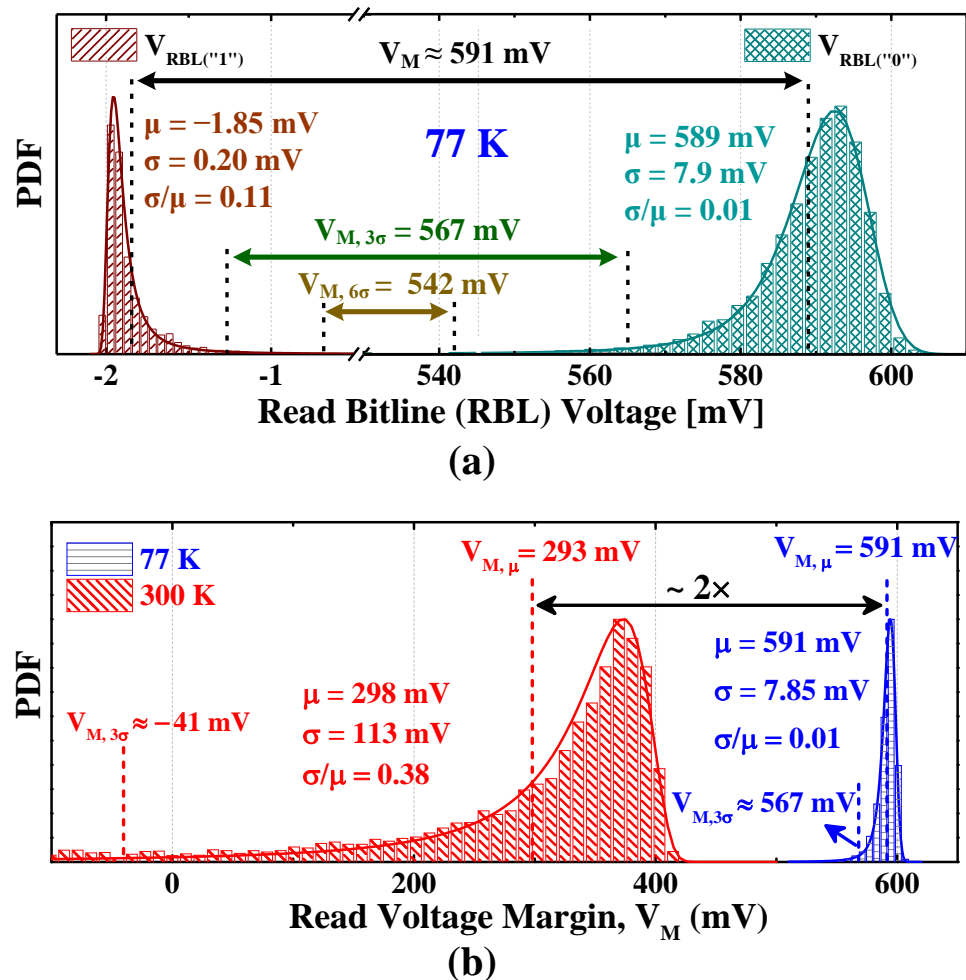 V_RBL("1")
V_M ≈ 591 mV
V_RBL("0")
μ = −1.85 mV
σ = 0.20 mV
σ/μ = 0.11
77 K
μ = 589 mV
σ = 7.9 mV
σ/μ = 0.01
V_M, 3σ = 567 mV
V_M, 6σ = 542 mV
PDF
-2 -1 540 560 580 600
Read Bitline (RBL) Voltage [mV]
(a)
77 K
300 K
V_M, μ = 293 mV
V_M, μ = 591 mV
~ 2×
μ = 298 mV
σ = 113 mV
σ/μ = 0.38
μ = 591 mV
σ = 7.85 mV
σ/μ = 0.01
V_M, 3σ ≈ −41 mV
V_M,3σ ≈ 567 mV
PDF
0 200 400 600
Read Voltage Margin, V_M (mV)
(b)